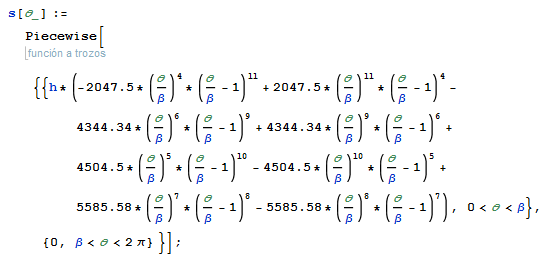 s[θ_] :=
Piecewise[
función a trozos
{{h*(-2047.5*(θ/β)^4*(θ/β - 1)^11 + 2047.5*(θ/β)^11*(θ/β - 1)^4 -
4344.34*(θ/β)^6*(θ/β - 1)^9 + 4344.34*(θ/β)^9*(θ/β - 1)^6 +
4504.5*(θ/β)^5*(θ/β - 1)^10 - 4504.5*(θ/β)^10*(θ/β - 1)^5 +
5585.58*(θ/β)^7*(θ/β - 1)^8 - 5585.58*(θ/β)^8*(θ/β - 1)^7), 0 < θ < β},
{0, β < θ < 2 π}}];